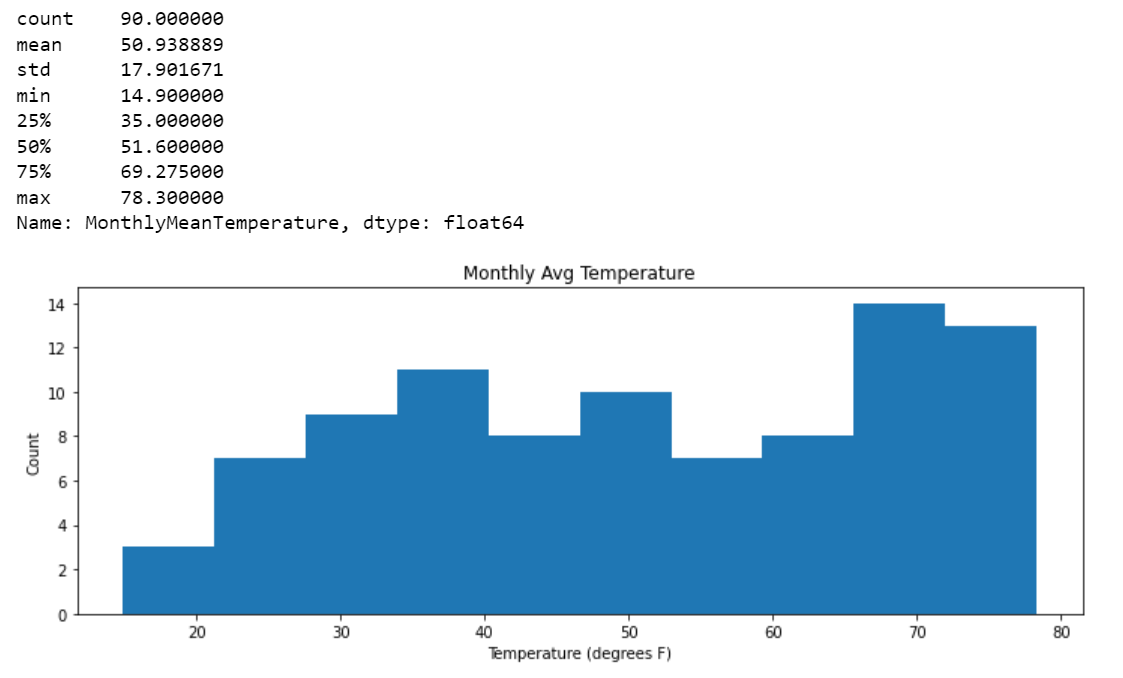 count 90.000000
mean 50.938889
std 17.901671
min 14.900000
25% 35.000000
50% 51.600000
75% 69.275000
max 78.300000
Name: MonthlyMeanTemperature, dtype: float64
Monthly Avg Temperature
14
12
10
8
6
4
2
0
Count
20 30 40 50 60 70 80
Temperature (degrees F)